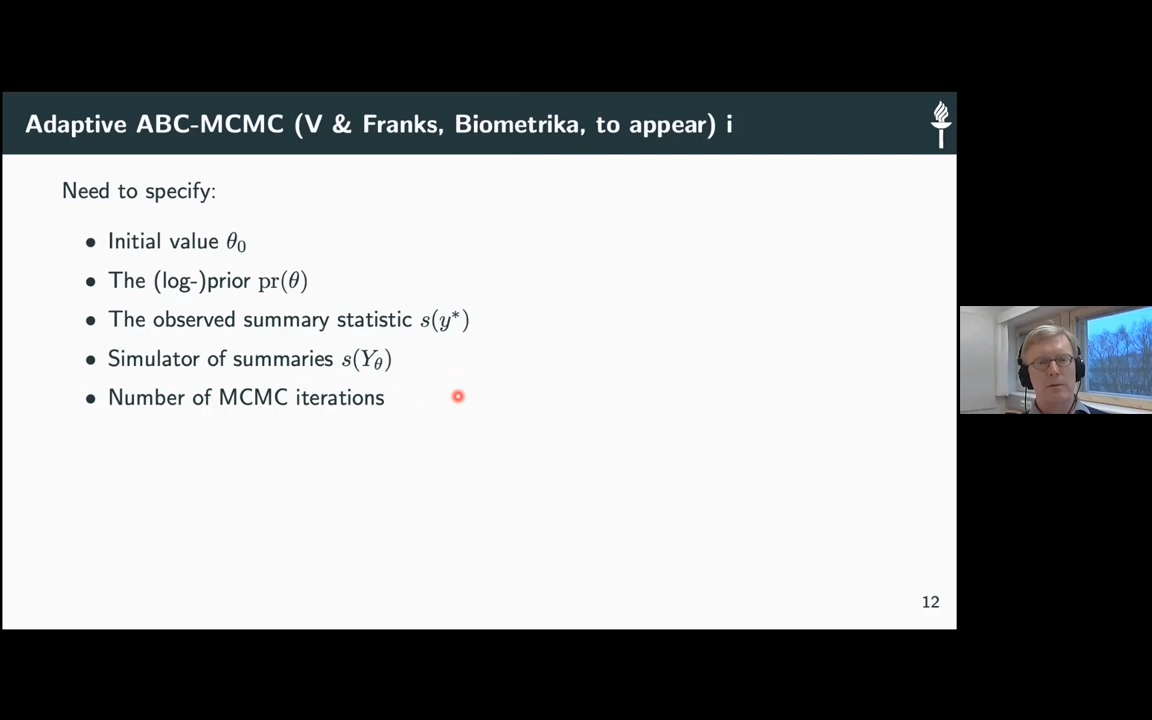 Adaptive ABC-MCMC (V & Franks, Biometrika, to appear) i
Need to specify:
• Initial value θ₀
• The (log-)prior pr(θ)
• The observed summary statistic s(y*)
• Simulator of summaries s(Y_θ)
• Number of MCMC iterations
12